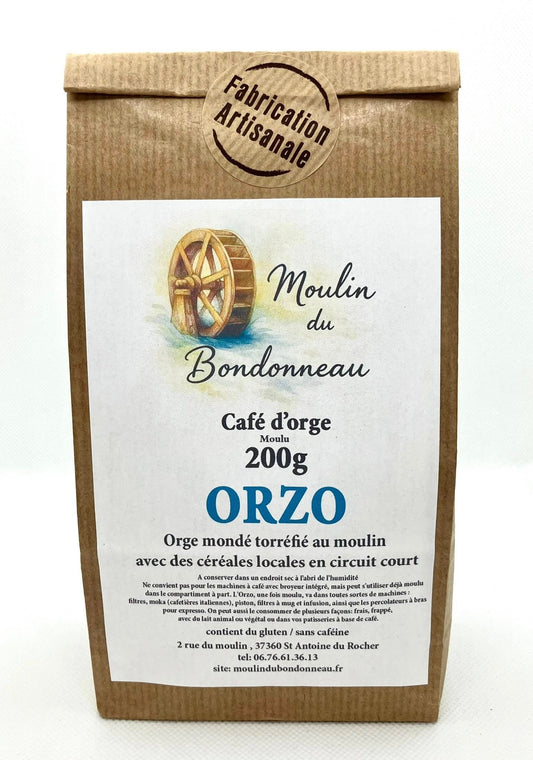 Fabrication
Artisanale
Moulin
du
Bondonneau
Café d'orge
Moulu
200g
ORZO
Orge mondé torréfié au moulin
avec des céréales locales en circuit court
A conserver dans un endroit sec à l'abri de l'humidité
Ne convient pas pour les machines à café avec broyeur intégré, mais peut s'utiliser déjà moulu
dans le compartiment à part. L'Orzo, une fois moulu, va dans toutes sortes de machines :
filtres, moka (cafetières italiennes), piston, filtres à mug et infusion, ainsi que les percolateurs à bras
pour expresso. On peut aussi le consommer de plusieurs façons: frais, frappé,
avec du lait animal ou végétal ou dans vos patisseries à base de café.
contient du gluten / sans caféine
2 rue du moulin , 37360 St Antoine du Rocher
tel: 06.76.61.36.13
site: moulindubondonneau.fr